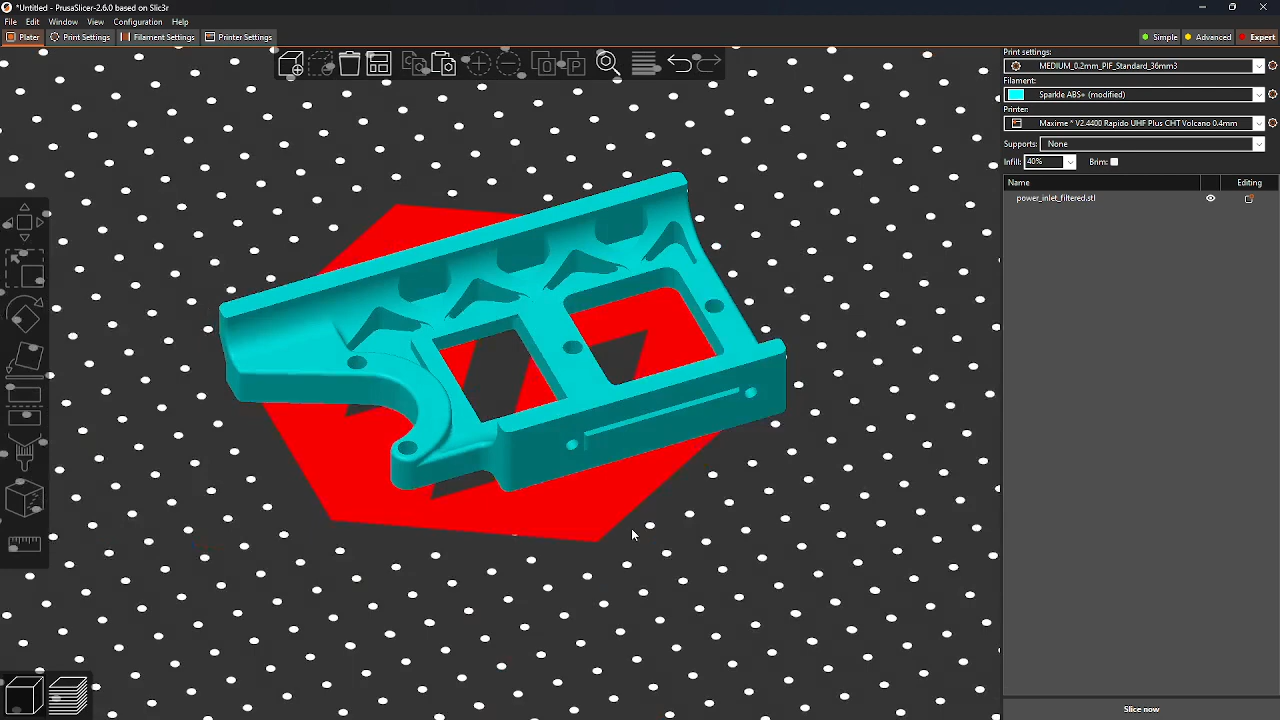 *Untitled - PrusaSlicer-2.6.0 based on Slic3r
File Edit Window View Configuration Help
Plater Print Settings Filament Settings Printer Settings
Simple Advanced Expert
Print settings:
MEDIUM_0.2mm_PIF_Standard_36mm3
Filament:
Sparkle ABS+ (modified)
Printer:
Maxime * V2.4400 Rapido UHF Plus CHT Volcano 0.4mm
Supports: None
Infill: 40% Brim:
Name Editing
power_inlet_filtered.stl
Slice now